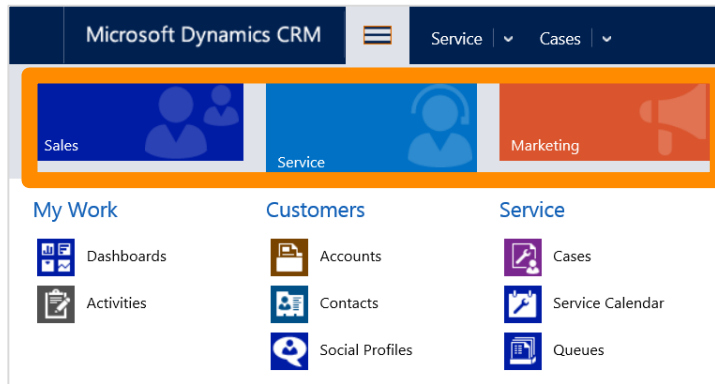 Microsoft Dynamics CRM Service Cases
Sales Service Marketing
My Work Customers Service
Dashboards Accounts Cases
Activities Contacts Service Calendar
Social Profiles Queues